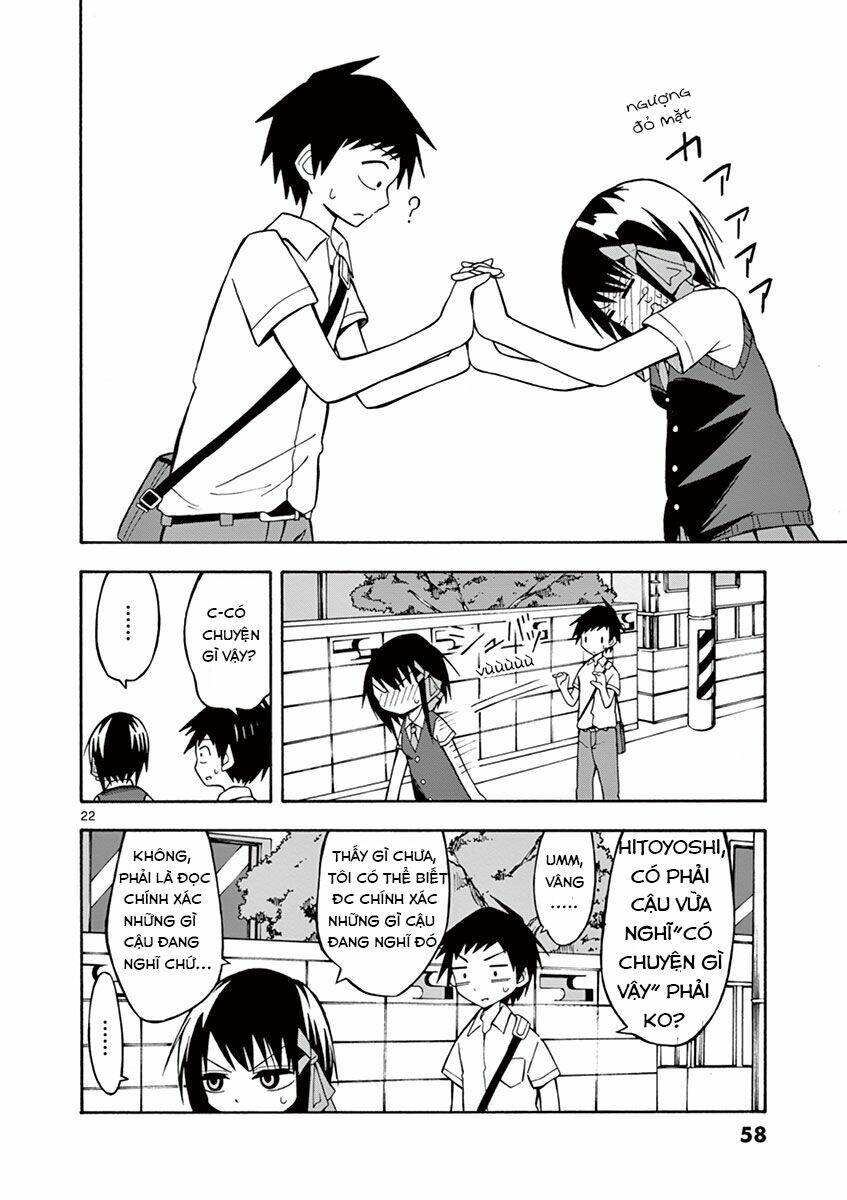 NGƯỢNG
ĐỎ MẶT
カァァァァ
?
C-CÓ
CHUYỆN
GÌ VẬY?
......
VÙÙÙÙÙ
22
HITOYOSHI,
CÓ PHẢI
CẬU VỪA
NGHĨ “CÓ
CHUYỆN GÌ
VẬY” PHẢI
KO?
UMM,
VÂNG
.....
THẤY GÌ CHƯA,
TÔI CÓ THỂ BIẾT
ĐC CHÍNH XÁC
NHỮNG GÌ CẬU
ĐANG NGHĨ ĐÓ.
KHÔNG,
PHẢI LÀ ĐỌC
CHÍNH XÁC
NHỮNG GÌ
CẬU ĐANG
NGHĨ CHỨ...
......
58